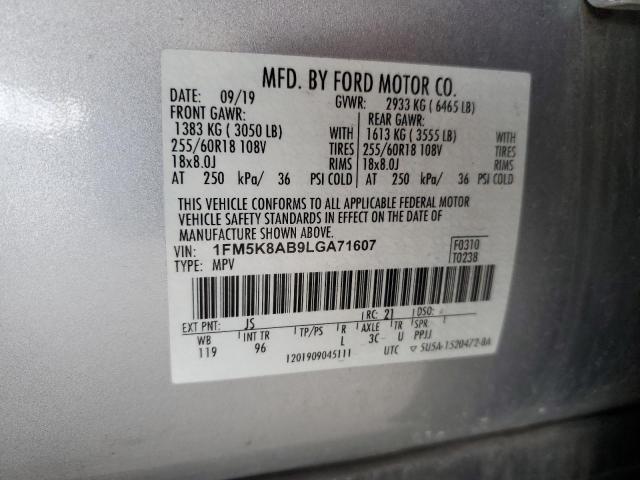 MFD. BY FORD MOTOR CO.
DATE: 09/19 GVWR: 2933 KG ( 6465 LB)
FRONT GAWR: REAR GAWR:
1383 KG ( 3050 LB) WITH 1613 KG ( 3555 LB) WITH
255/60R18 108V TIRES 255/60R18 108V TIRES
18x8.0J RIMS 18x8.0J RIMS
AT 250 kPa/ 36 PSI COLD AT 250 kPa/ 36 PSI COLD
THIS VEHICLE CONFORMS TO ALL APPLICABLE FEDERAL MOTOR
VEHICLE SAFETY STANDARDS IN EFFECT ON THE DATE OF
MANUFACTURE SHOWN ABOVE.
VIN: 1FM5K8AB9LGA71607 F0310
TYPE: MPV T0238
EXT PNT: JS RC: 21 DSO:
WB INT TR TP/PS R AXLE TR SPR
119 96 L 3C U PPJJ
1201909045111 UTC ▽ 5U5A-1520472-BA